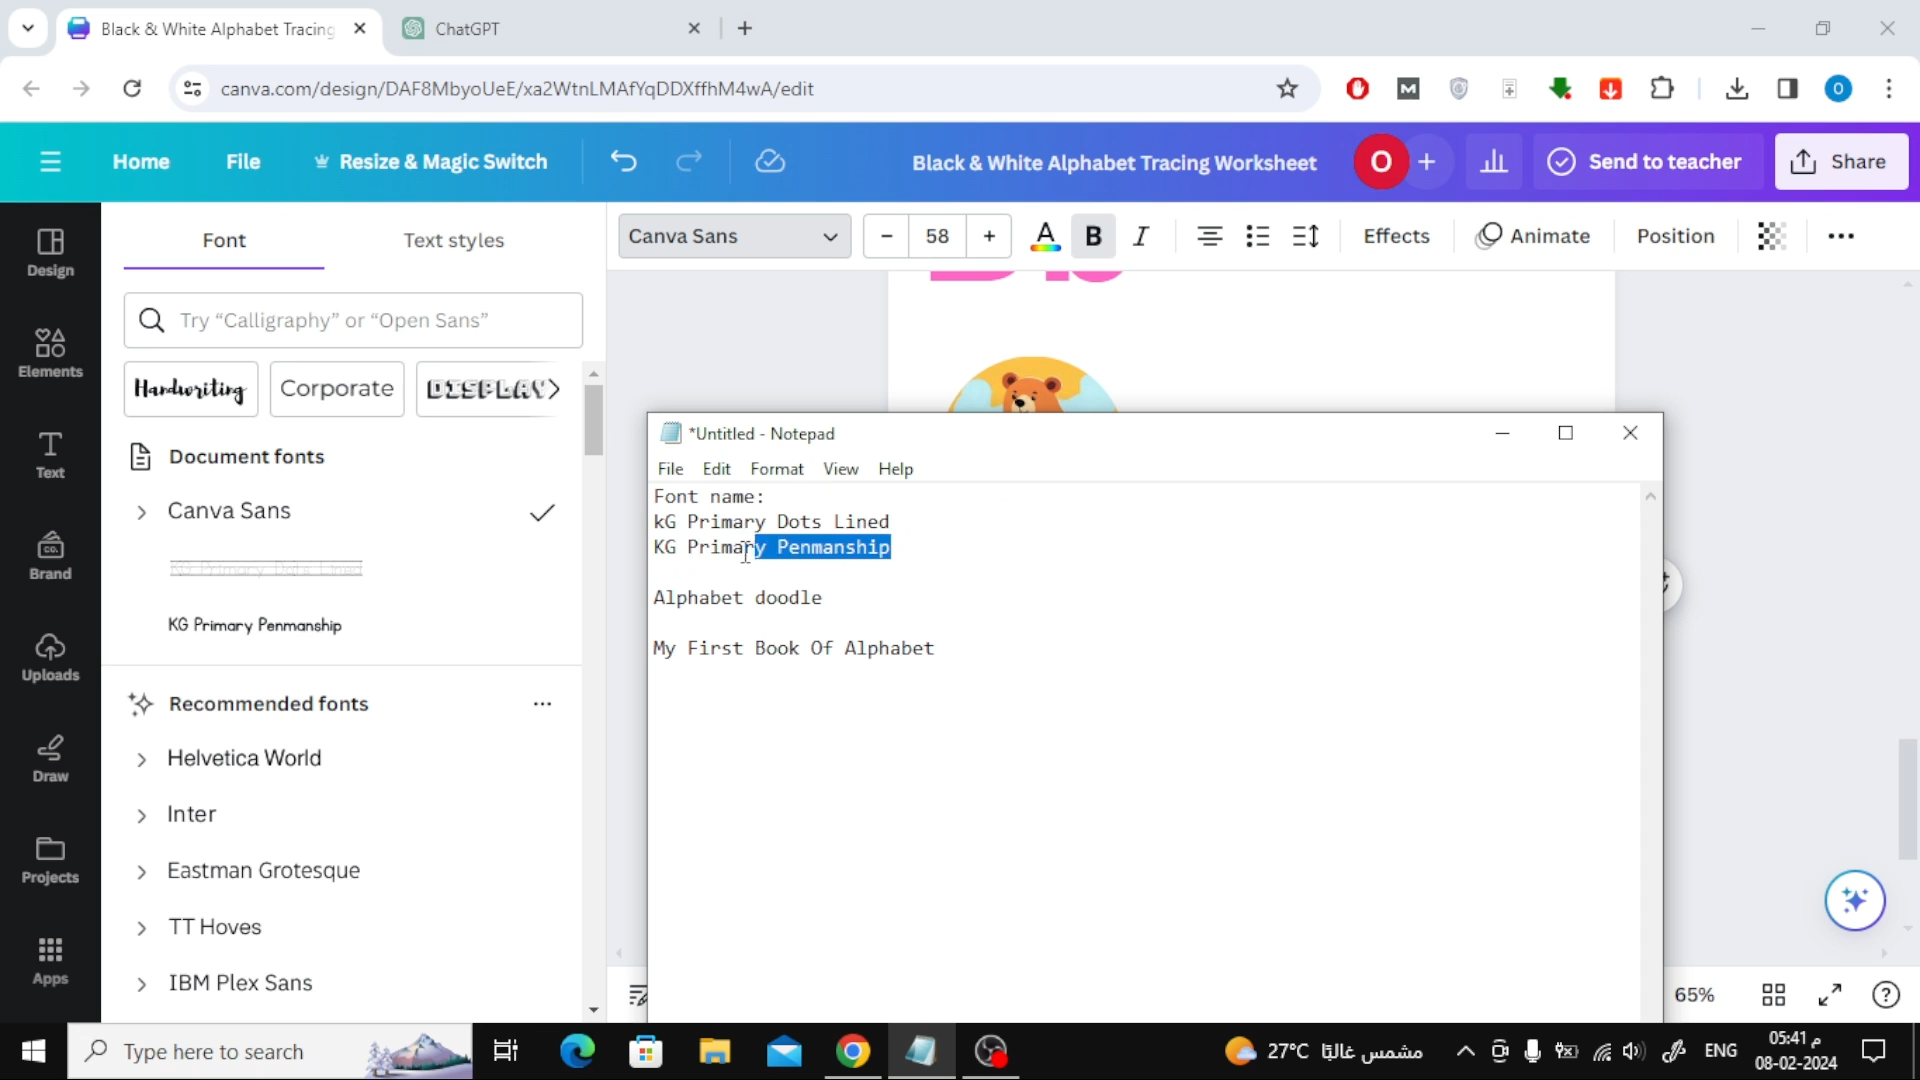 Black & White Alphabet Tracing
ChatGPT
canva.com/design/DAF8MbyoUeE/xa2WtnLMAfYqDDXffhM4wA/edit
Home
File
Resize & Magic Switch
Black & White Alphabet Tracing Worksheet
O
Send to teacher
Share
Design
Elements
Text
Brand
Uploads
Draw
Projects
Apps
Font
Text styles
Try “Calligraphy” or “Open Sans”
Handwriting
Corporate
DISPLAY
Document fonts
Canva Sans
KG Primary Dots Lined
KG Primary Penmanship
Recommended fonts
Helvetica World
Inter
Eastman Grotesque
TT Hoves
IBM Plex Sans
Canva Sans
58
B
I
Effects
Animate
Position
*Untitled - Notepad
File Edit Format View Help
Font name:
kG Primary Dots Lined
KG Primary Penmanship
Alphabet doodle
My First Book Of Alphabet
65%
Type here to search
27°C مشمس غالبًا
ENG
05:41 م
08-02-2024